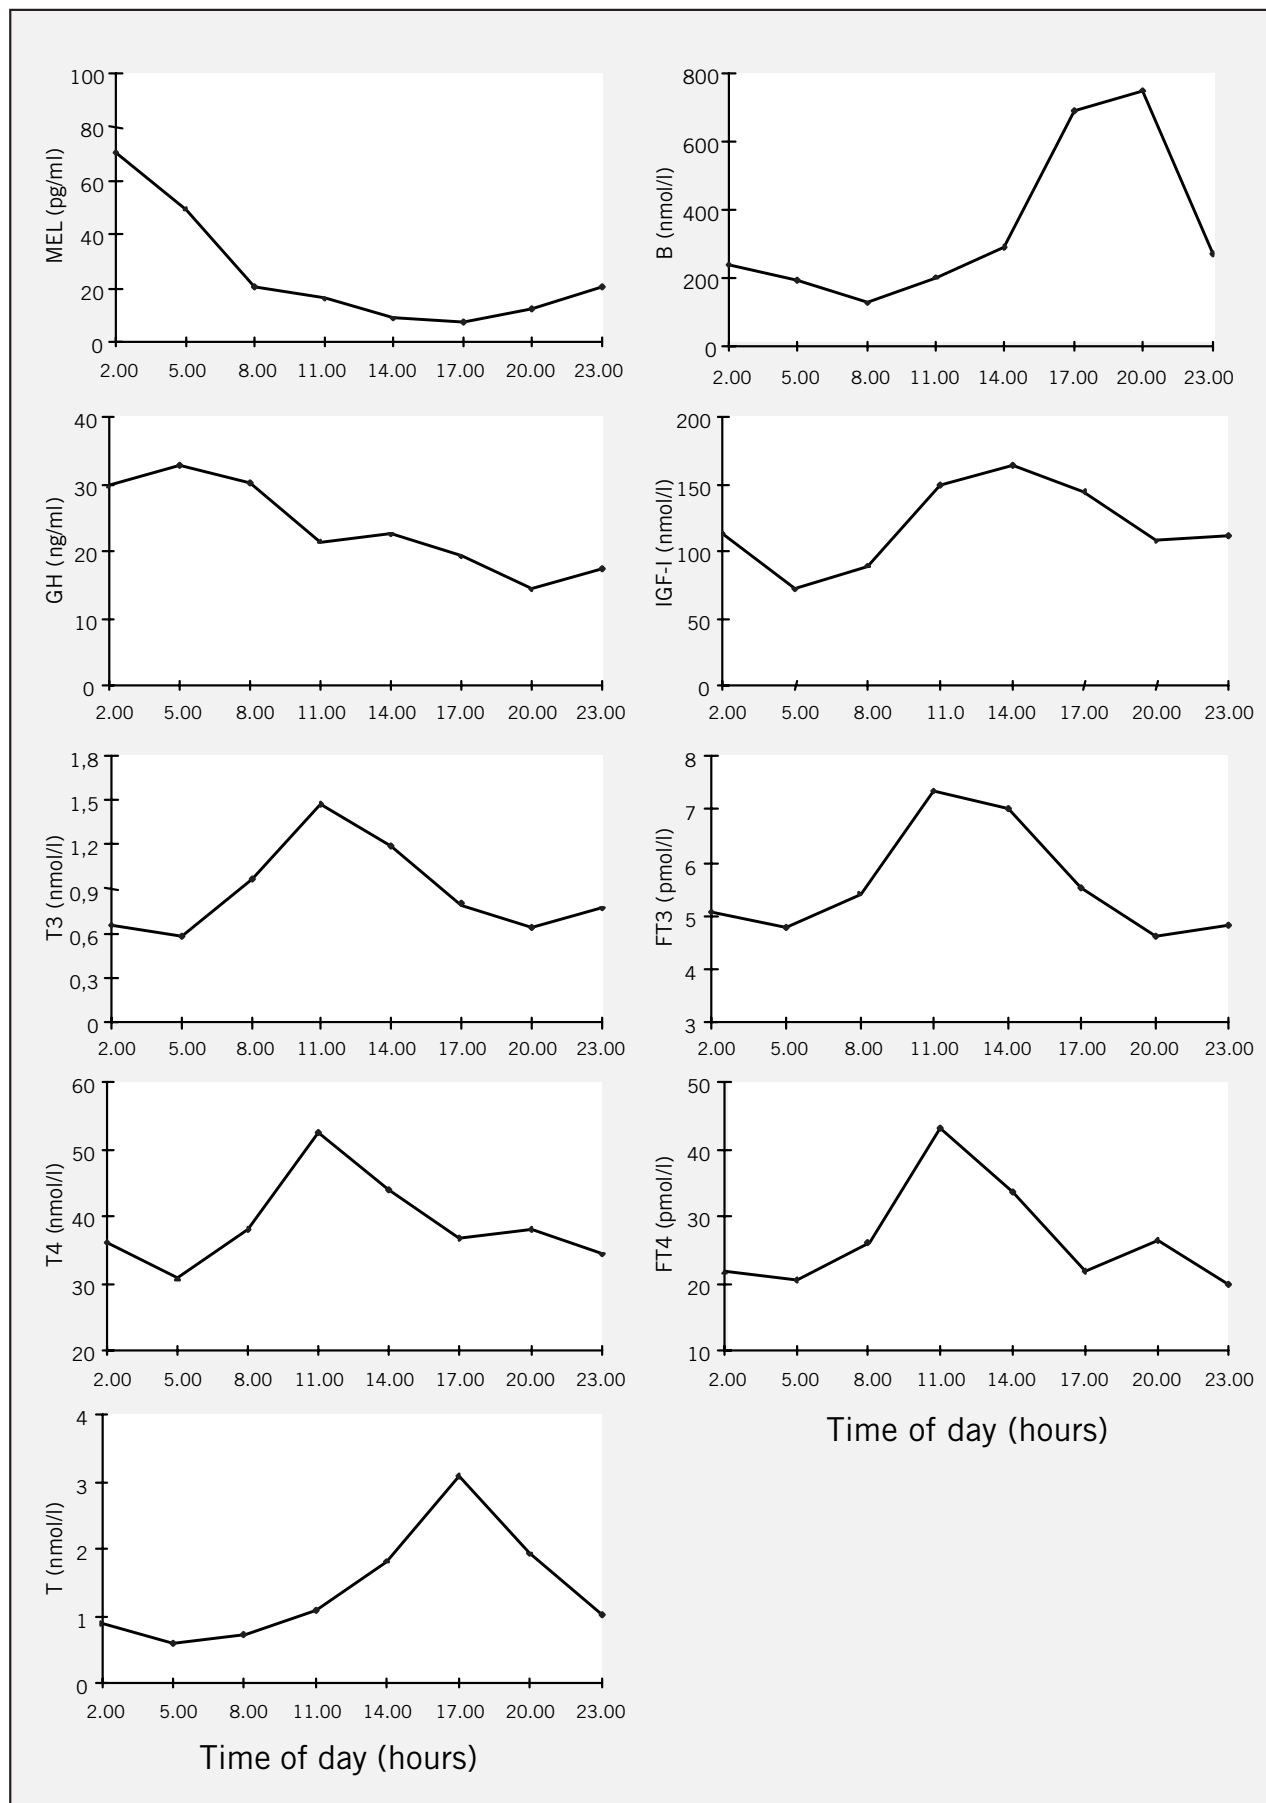 MEL (pg/ml)
100
80
60
40
20
0
2.00 5.00 8.00 11.00 14.00 17.00 20.00 23.00
B (nmol/l)
800
600
400
200
0
2.00 5.00 8.00 11.00 14.00 17.00 20.00 23.00
GH (ng/ml)
40
30
20
10
0
2.00 5.00 8.00 11.00 14.00 17.00 20.00 23.00
IGF-I (nmol/l)
200
150
100
50
0
2.00 5.00 8.00 11.0 14.00 17.00 20.00 23.00
T3 (nmol/l)
1,8
1,5
1,2
0,9
0,6
0,3
0
2.00 5.00 8.00 11.00 14.00 17.00 20.00 23.00
FT3 (pmol/l)
8
7
6
5
4
3
2.00 5.00 8.00 11.00 14.00 17.00 20.00 23.00
T4 (nmol/l)
60
50
40
30
20
2.00 5.00 8.00 11.00 14.00 17.00 20.00 23.00
FT4 (pmol/l)
50
40
30
20
10
2.00 5.00 8.00 11.00 14.00 17.00 20.00 23.00
Time of day (hours)
T (nmol/l)
4
3
2
1
0
2.00 5.00 8.00 11.00 14.00 17.00 20.00 23.00
Time of day (hours)